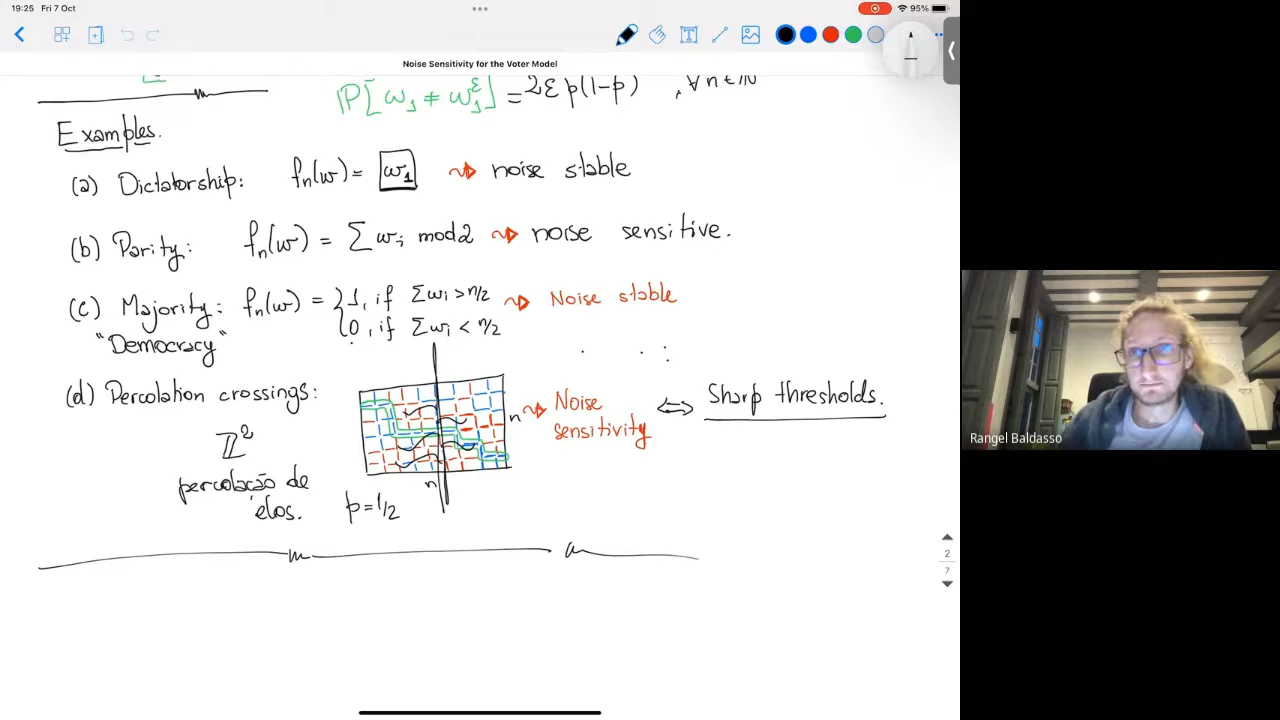 19:25 Fri 7 Oct
95%
Noise Sensitivity for the Voter Model
IP[ω₁ ≠ ω₁^ε] = 2εp(1-p) , ∀ n ∈ ℕ
Examples.
(a) Dictatorship: fₙ(ω) = ω₁ ⇝ noise stable
(b) Parity: fₙ(ω) = ∑ ωᵢ mod 2 ⇝ noise sensitive.
(c) Majority: fₙ(ω) = { 1, if ∑ωᵢ > n/2 ⇝ Noise stable
"Democracy" 0, if ∑ωᵢ < n/2
(d) Percolation crossings: n ⇝ Noise sensitivity ⟺ Sharp thresholds.
ℤ²
percolação de elos.
n
p = 1/2
2
7
Rangel Baldasso